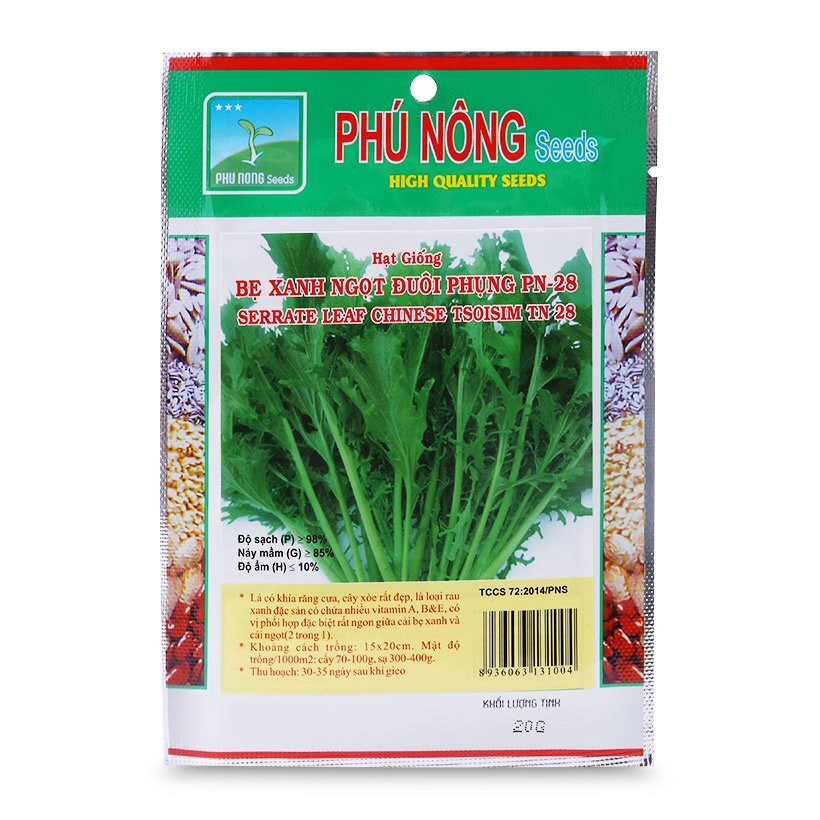 PHU NONG Seeds
PHÚ NÔNG Seeds
HIGH QUALITY SEEDS
Hạt Giống
BẸ XANH NGỌT ĐUÔI PHỤNG PN-28
SERRATE LEAF CHINESE TSOISIM TN 28
Độ sạch (P) ≥ 98%
Nảy mầm (G) ≥ 85%
Độ ẩm (H) ≤ 10%
* Lá có khía răng cưa, cây xòe rất đẹp, là loại rau
xanh đặc sản có chứa nhiều vitamin A, B&E, có
vị phối hợp đặc biệt rất ngon giữa cải bẹ xanh và
cải ngọt(2 trong 1).
* Khoảng cách trồng: 15x20cm. Mật độ
trồng/1000m2: cấy 70-100g, sạ 300-400g.
* Thu hoạch: 30-35 ngày sau khi gieo
TCCS 72:2014/PNS
8936063 131004
KHỐI LƯỢNG TỊNH
20G